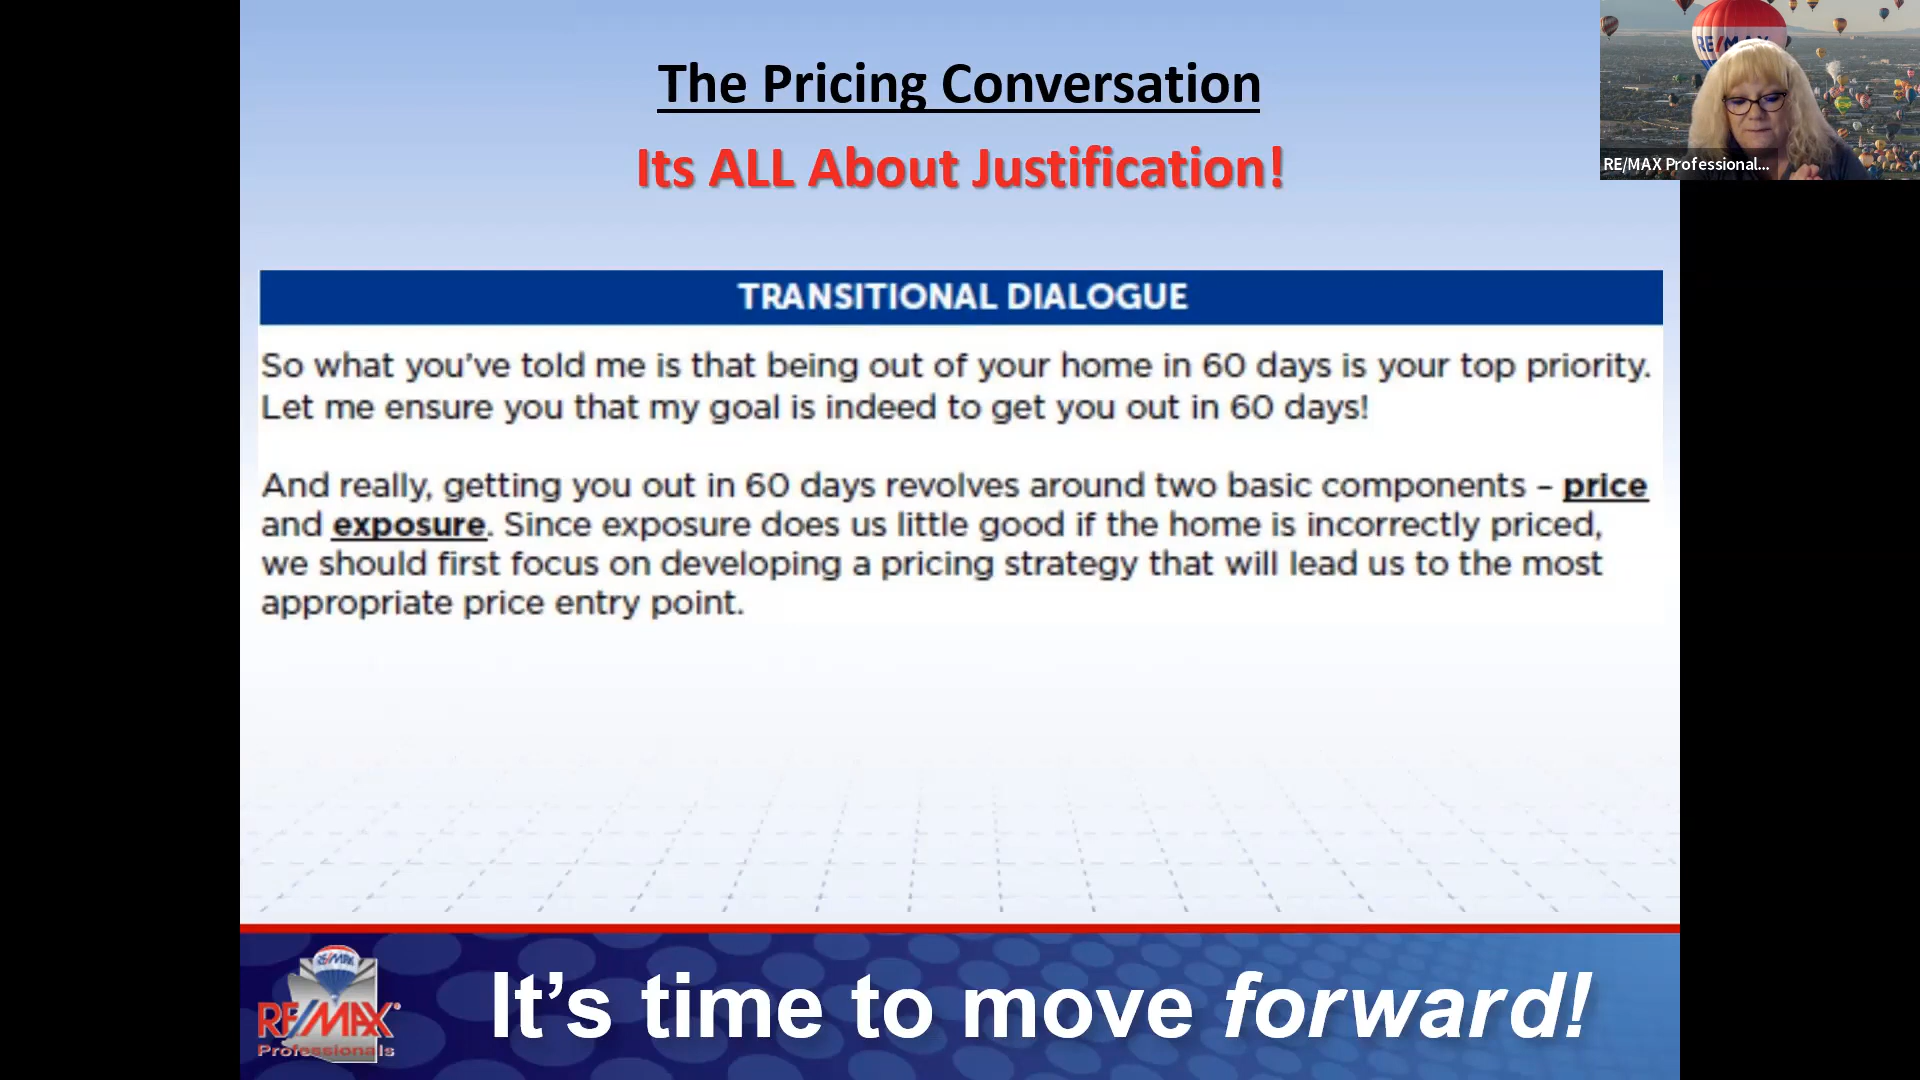 The Pricing Conversation
Its ALL About Justification!
RE/MAX
RE/MAX Professional...
TRANSITIONAL DIALOGUE
So what you've told me is that being out of your home in 60 days is your top priority.
Let me ensure you that my goal is indeed to get you out in 60 days!
And really, getting you out in 60 days revolves around two basic components – price
and exposure. Since exposure does us little good if the home is incorrectly priced,
we should first focus on developing a pricing strategy that will lead us to the most
appropriate price entry point.
RE/MAX
RE/MAX
Professionals
It's time to move forward!